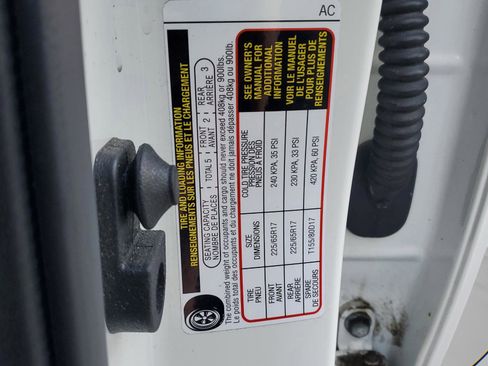 AC
TIRE AND LOADING INFORMATION
RENSEIGNEMENTS SUR LES PNEUS ET LE CHARGEMENT
SEATING CAPACITY
NOMBRE DE PLACES
TOTAL 5
FRONT 2
AVANT
REAR 3
ARRIÈRE
The combined weight of occupants and cargo should never exceed 408kg or 900lbs.
Le poids total des occupants et du chargement ne doit jamais dépasser 408kg ou 900lb.
TIRE
PNEU
SIZE
DIMENSIONS
COLD TIRE PRESSURE
PRESSION DES
PNEUS A FROID
SEE OWNER'S
MANUAL FOR
ADDITIONAL
INFORMATION
VOIR LE MANUEL
DE L'USAGER
POUR PLUS DE
RENSEIGNEMENTS
FRONT
AVANT
225/65R17
240 KPA, 35 PSI
REAR
ARRIÈRE
225/65R17
230 KPA, 33 PSI
SPARE
DE SECOURS
T155/80D17
420 KPA, 60 PSI